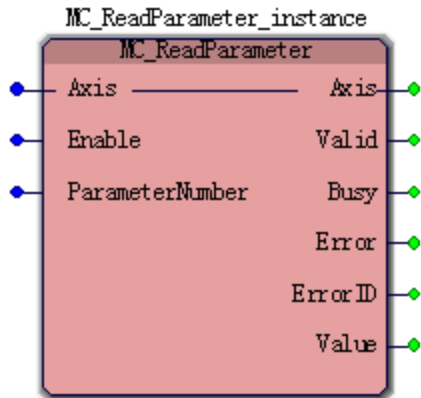 MC_ReadParameter_instance
MC_ReadParameter
Axis Axis
Enable Valid
ParameterNumber Busy
Error
ErrorID
Value